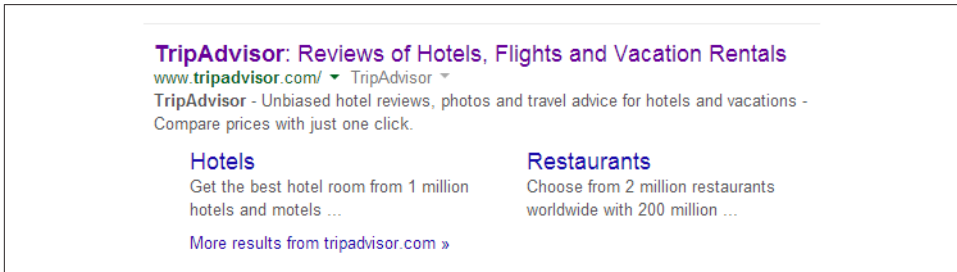 TripAdvisor: Reviews of Hotels, Flights and Vacation Rentals
www.tripadvisor.com/ ▼ TripAdvisor ▼
TripAdvisor - Unbiased hotel reviews, photos and travel advice for hotels and vacations -
Compare prices with just one click.
Hotels
Get the best hotel room from 1 million
hotels and motels ...
Restaurants
Choose from 2 million restaurants
worldwide with 200 million ...
More results from tripadvisor.com »